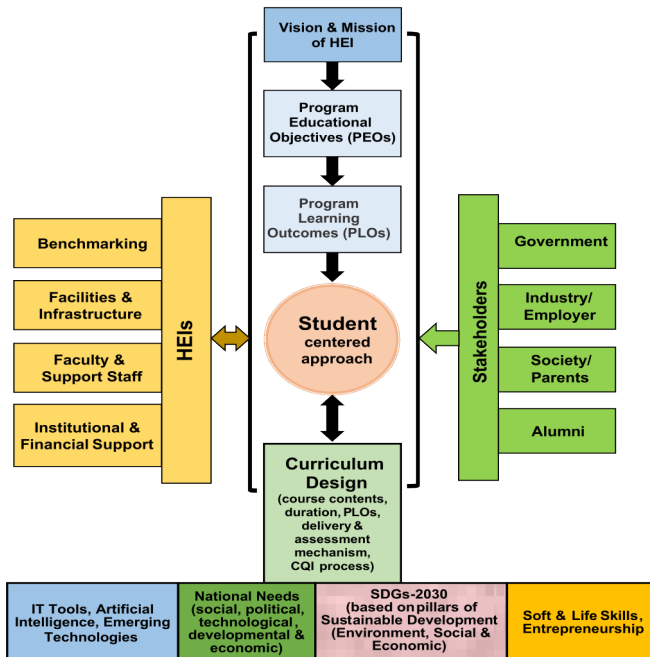 Vision & Mission
of HEI
Program
Educational
Objectives (PEOs)
Program
Learning
Outcomes (PLOs)
Benchmarking
Facilities &
Infrastructure
Faculty &
Support Staff
Institutional &
Financial Support
HEIs
Student
centered
approach
Stakeholders
Government
Industry/
Employer
Society/
Parents
Alumni
Curriculum
Design
(course contents,
duration, PLOs,
delivery &
assessment
mechanism,
CQI process)
IT Tools, Artificial
Intelligence, Emerging
Technologies
National Needs
(social, political,
technological,
developmental &
economic)
SDGs-2030
(based on pillars of
Sustainable Development
(Environment, Social &
Economic)
Soft & Life Skills,
Entrepreneurship